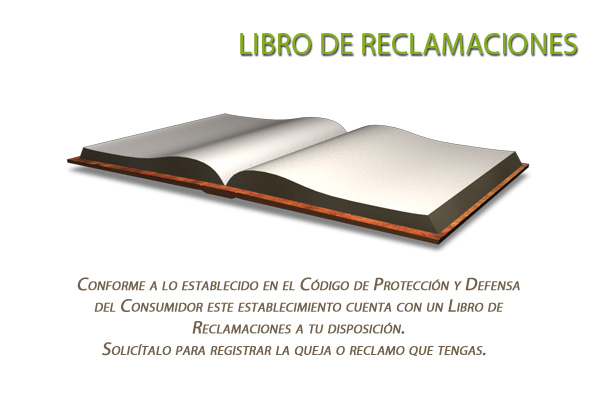 LIBRO DE RECLAMACIONES
Conforme a lo establecido en el Código de Protección y Defensa
del Consumidor este establecimiento cuenta con un Libro de
Reclamaciones a tu disposición.
Solicítalo para registrar la queja o reclamo que tengas.